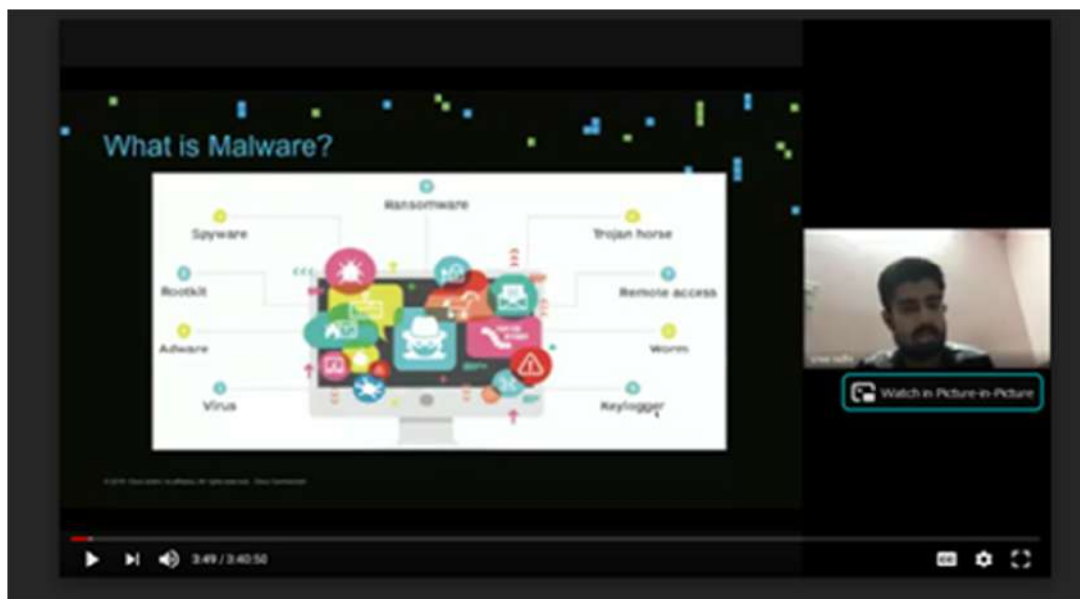 What is Malware?
Ransomware
Spyware
Trojan horse
Rootkit
Remote access
Adware
Worm
Virus
Keylogger
Watch in Picture-in-Picture
3:49 / 3:40:50
CC